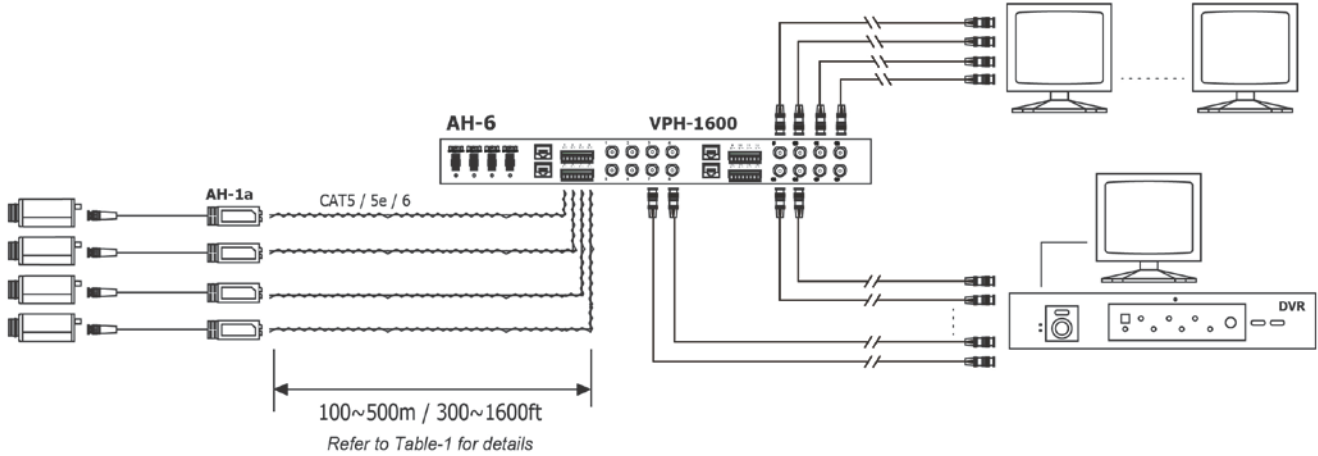 AH-6
VPH-1600
AH-1a
CAT5 / 5e / 6
DVR
100~500m / 300~1600ft
Refer to Table-1 for details